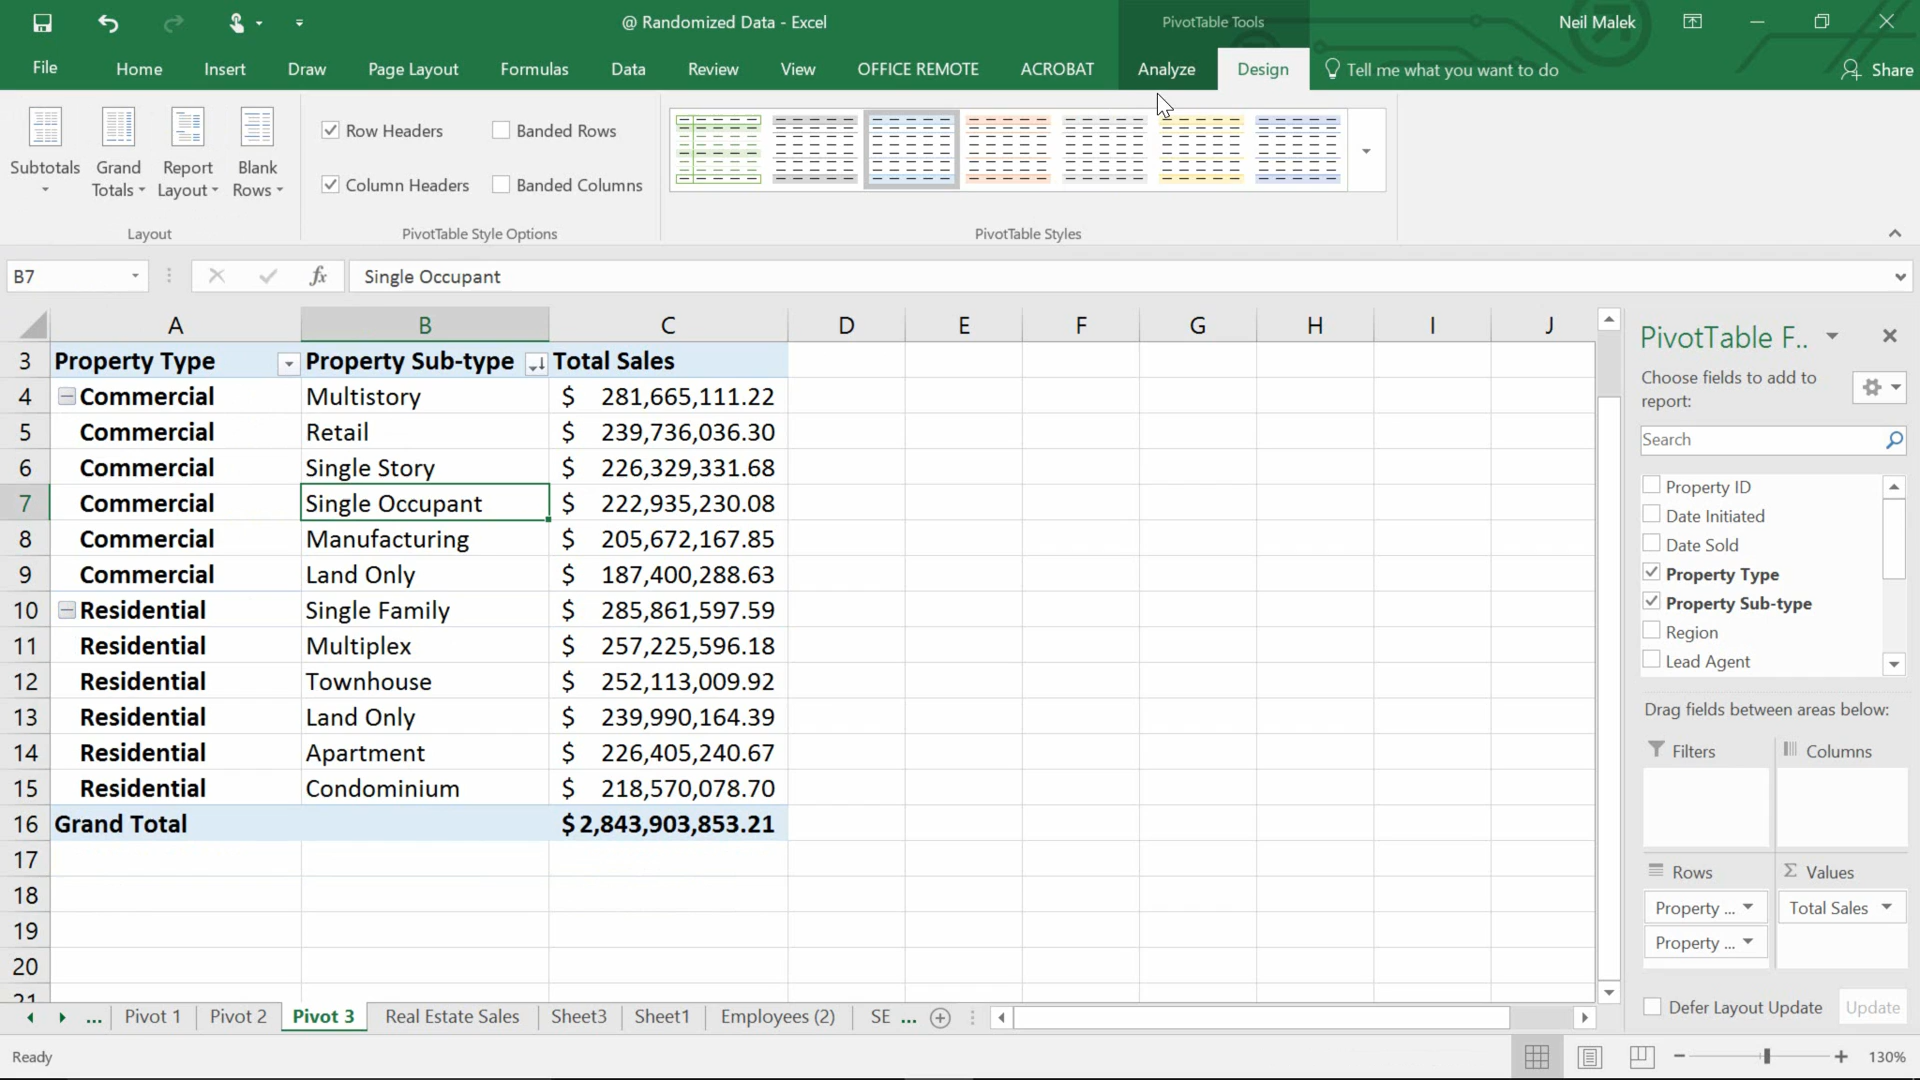 @ Randomized Data - Excel
PivotTable Tools
Neil Malek
File Home Insert Draw Page Layout Formulas Data Review View OFFICE REMOTE ACROBAT Analyze Design Tell me what you want to do Share
Subtotals
Grand Totals
Report Layout
Blank Rows
Layout
Row Headers
Banded Rows
Column Headers
Banded Columns
PivotTable Style Options
PivotTable Styles
B7 fx Single Occupant
A B C D E F G H I J
3 Property Type Property Sub-type Total Sales
4 Commercial Multistory $ 281,665,111.22
5 Commercial Retail $ 239,736,036.30
6 Commercial Single Story $ 226,329,331.68
7 Commercial Single Occupant $ 222,935,230.08
8 Commercial Manufacturing $ 205,672,167.85
9 Commercial Land Only $ 187,400,288.63
10 Residential Single Family $ 285,861,597.59
11 Residential Multiplex $ 257,225,596.18
12 Residential Townhouse $ 252,113,009.92
13 Residential Land Only $ 239,990,164.39
14 Residential Apartment $ 226,405,240.67
15 Residential Condominium $ 218,570,078.70
16 Grand Total $ 2,843,903,853.21
17
18
19
20
21
PivotTable F..
Choose fields to add to
report:
Search
Property ID
Date Initiated
Date Sold
Property Type
Property Sub-type
Region
Lead Agent
Drag fields between areas below:
Filters
Columns
Rows
Σ Values
Property ...
Total Sales
Property ...
Defer Layout Update
Update
... Pivot 1 Pivot 2 Pivot 3 Real Estate Sales Sheet3 Sheet1 Employees (2) SE ...
Ready
130%